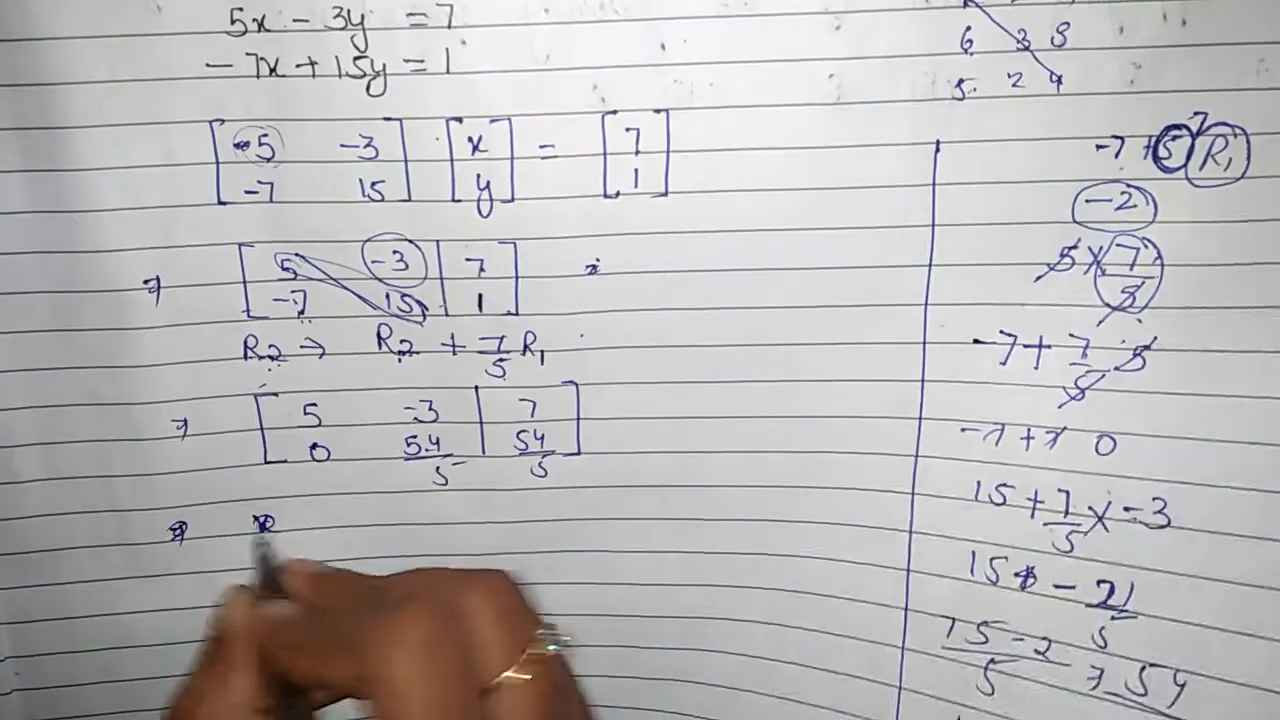 5x - 3y = 7
- 7x + 15y = 1
[5 -3] [x] = [7]
[-7 15] [y] [1]
⇒ [5 -3 | 7]
[-7 15 | 1]
R2 → R2 + 7/5 R1
⇒ [5 -3 | 7]
[0 54/5 | 54/5]
6 3 8
5 2 4
-7 + 5 R1
-2
5 × 7/5
-7 + 7/5 5
-7 + 7 0
15 + 7/5 × -3
15 - 21/5
75 - 2
5
54